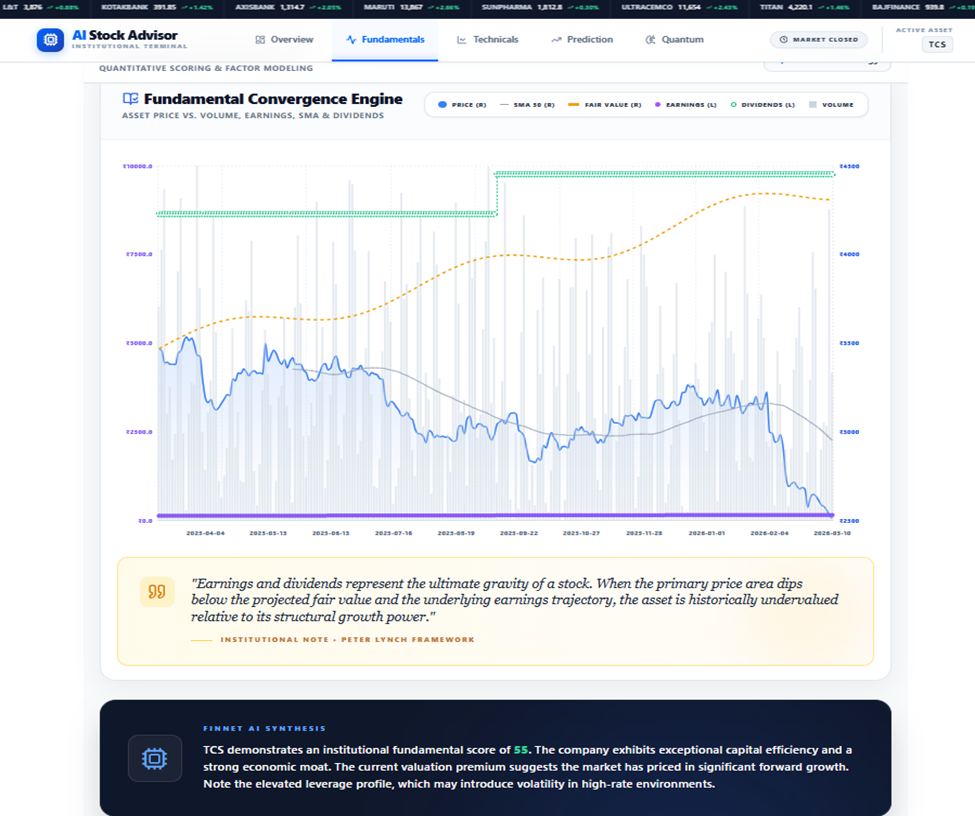 L&T 3,876 +0.88% KOTAKBANK 391.85 +1.42% AXISBANK 1,314.7 +2.05% MARUTI 13,867 +2.66% SUNPHARMA 1,812.8 +0.50% ULTRACEMCO 11,654 +2.43% TITAN 4,220.1 +1.46% BAJFINANCE 939.8
AI Stock Advisor
INSTITUTIONAL TERMINAL
Overview Fundamentals Technicals Prediction Quantum
MARKET CLOSED
ACTIVE ASSET
TCS
QUANTITATIVE SCORING & FACTOR MODELING
Fundamental Convergence Engine
ASSET PRICE VS. VOLUME, EARNINGS, SMA & DIVIDENDS
PRICE (R) SMA 50 (R) FAIR VALUE (R) EARNINGS (L) DIVIDENDS (L) VOLUME
₹10000.0 ₹4500
₹7500.0 ₹4000
₹5000.0 ₹3500
₹2500.0 ₹3000
₹0.0 ₹2500
2025-04-04 2025-05-13 2025-06-13 2025-07-16 2025-08-19 2025-09-22 2025-10-27 2025-11-28 2026-01-01 2026-02-04 2026-03-10
"Earnings and dividends represent the ultimate gravity of a stock. When the primary price area dips
below the projected fair value and the underlying earnings trajectory, the asset is historically undervalued
relative to its structural growth power."
INSTITUTIONAL NOTE • PETER LYNCH FRAMEWORK
FINNET AI SYNTHESIS
TCS demonstrates an institutional fundamental score of 55. The company exhibits exceptional capital efficiency and a
strong economic moat. The current valuation premium suggests the market has priced in significant forward growth.
Note the elevated leverage profile, which may introduce volatility in high-rate environments.